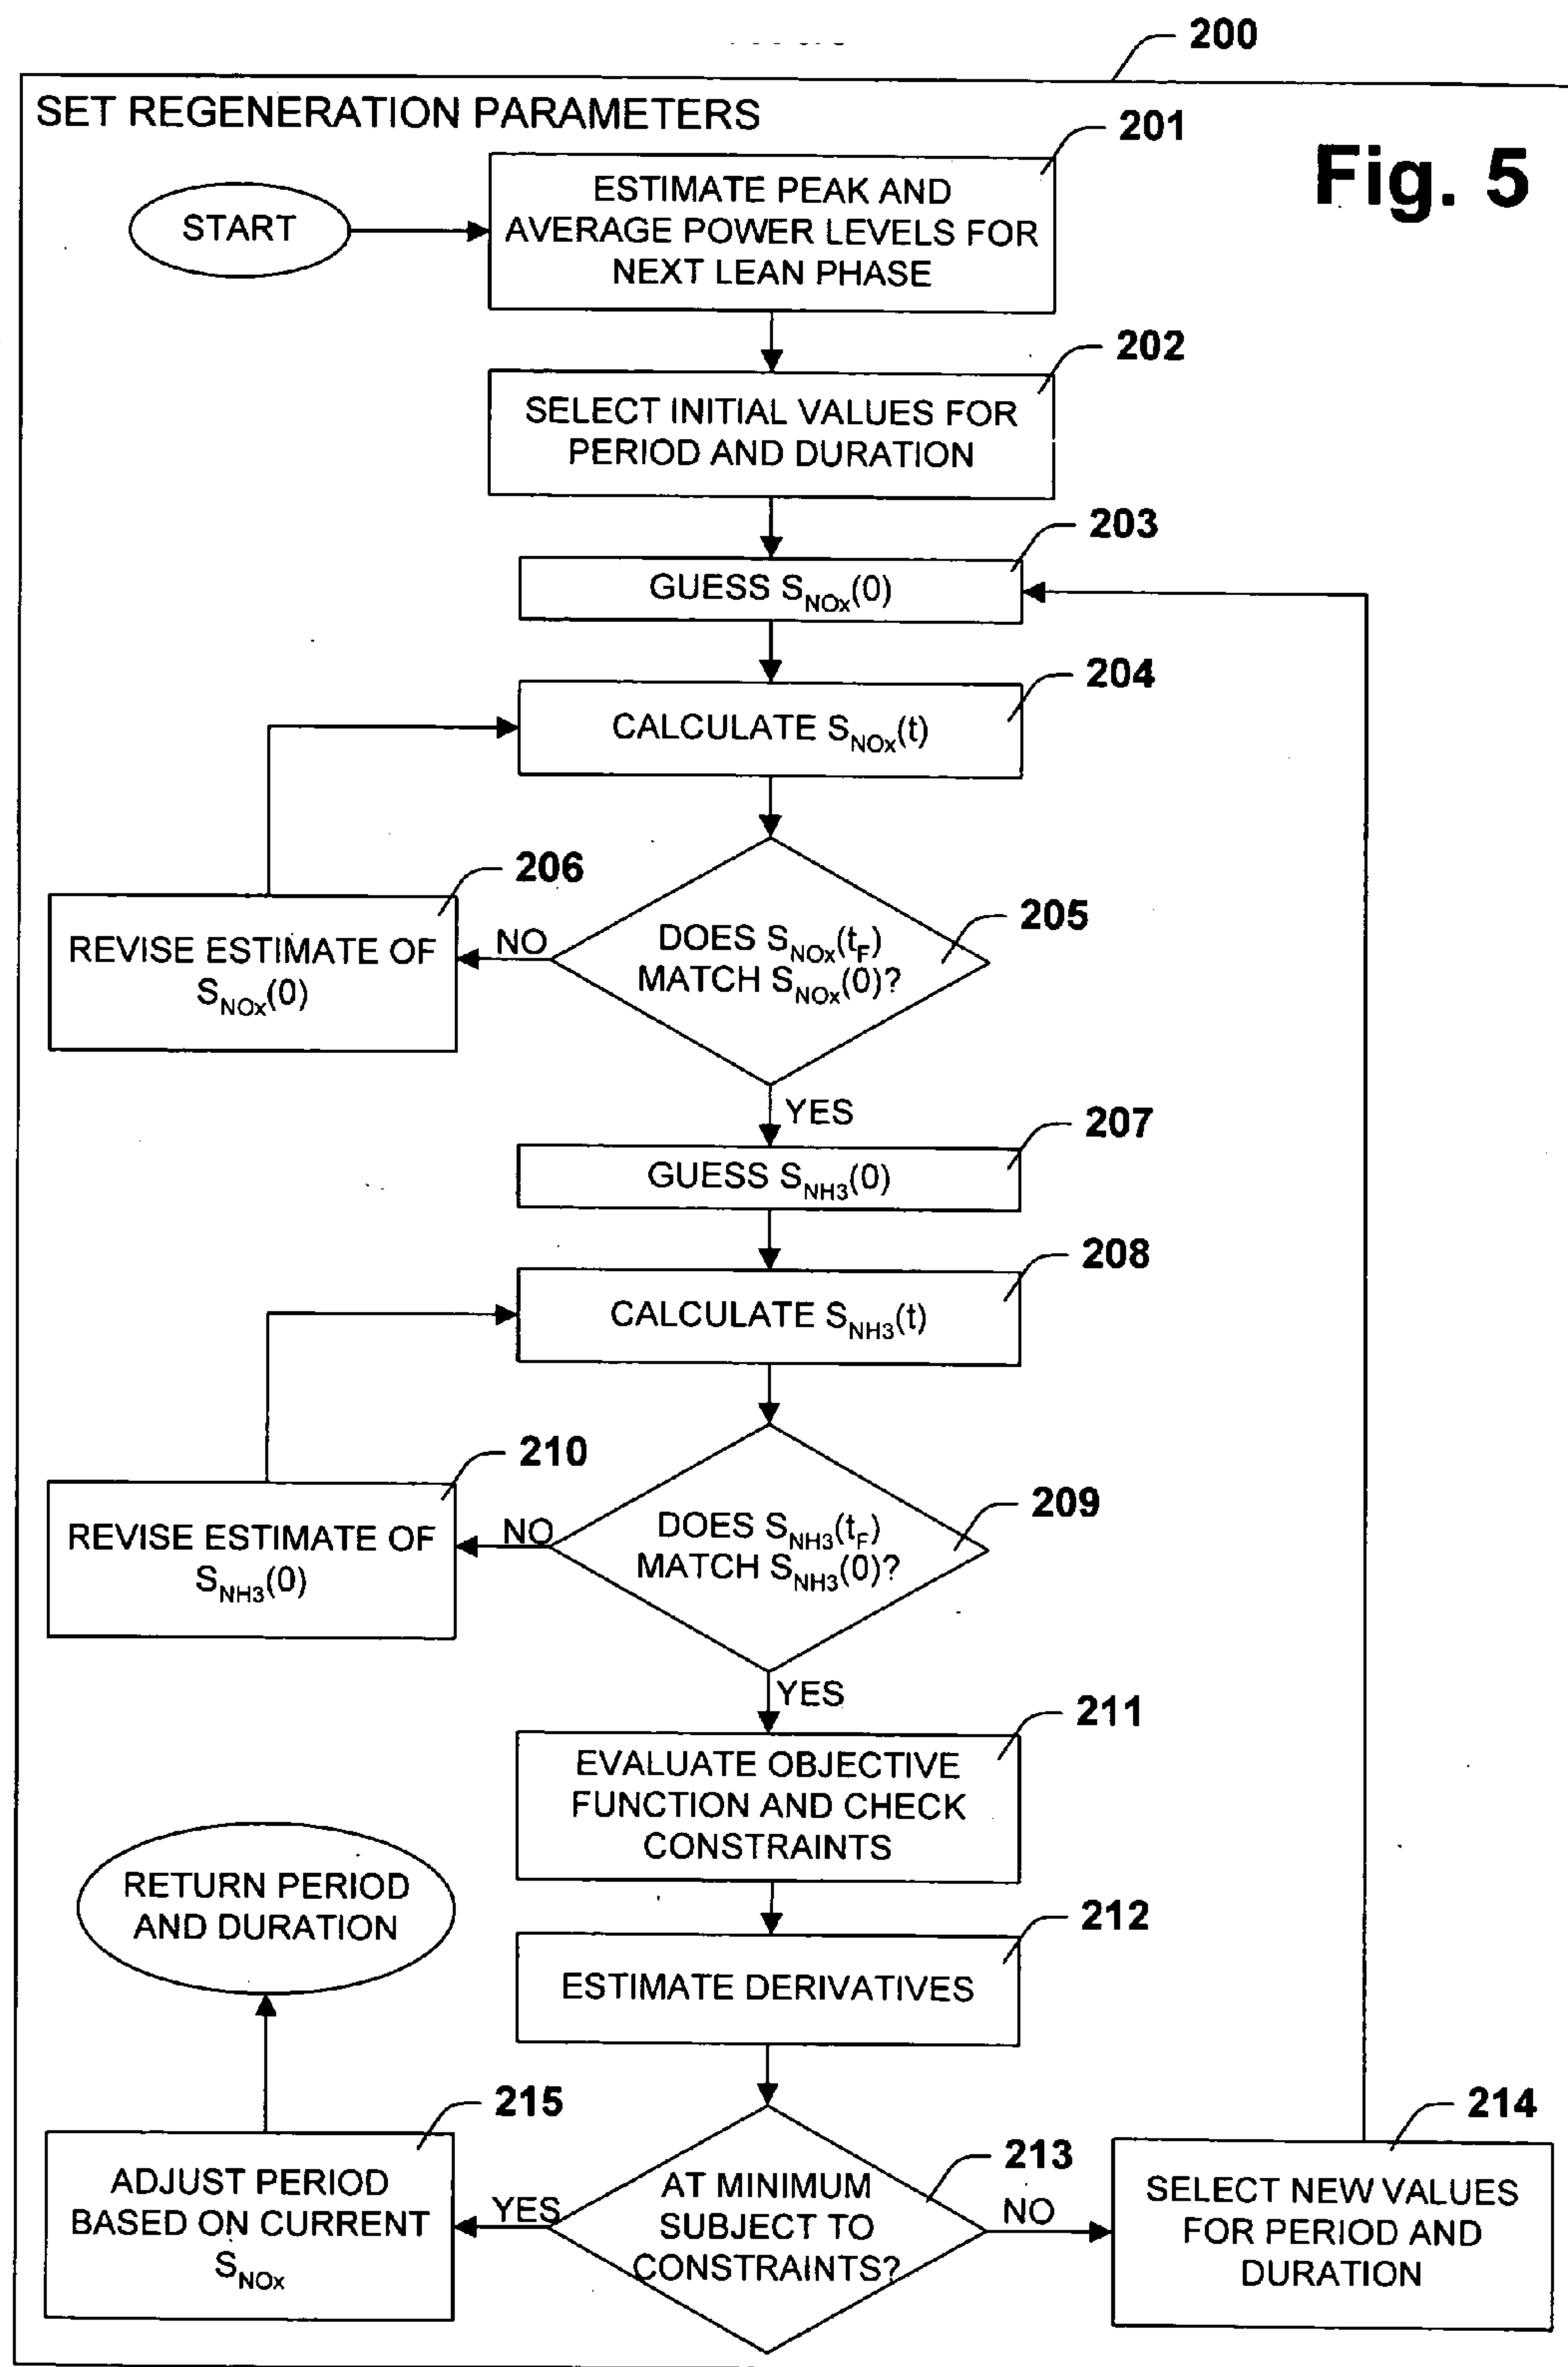 200
SET REGENERATION PARAMETERS
Fig. 5
START
201
ESTIMATE PEAK AND
AVERAGE POWER LEVELS FOR
NEXT LEAN PHASE
202
SELECT INITIAL VALUES FOR
PERIOD AND DURATION
203
GUESS S_NOx(0)
204
CALCULATE S_NOx(t)
205
DOES S_NOx(t_F)
MATCH S_NOx(0)?
NO
206
REVISE ESTIMATE OF
S_NOx(0)
YES
207
GUESS S_NH3(0)
208
CALCULATE S_NH3(t)
209
DOES S_NH3(t_F)
MATCH S_NH3(0)?
NO
210
REVISE ESTIMATE OF
S_NH3(0)
YES
211
EVALUATE OBJECTIVE
FUNCTION AND CHECK
CONSTRAINTS
212
ESTIMATE DERIVATIVES
213
AT MINIMUM
SUBJECT TO
CONSTRAINTS?
NO
214
SELECT NEW VALUES
FOR PERIOD AND
DURATION
YES
215
ADJUST PERIOD
BASED ON CURRENT
S_NOx
RETURN PERIOD
AND DURATION